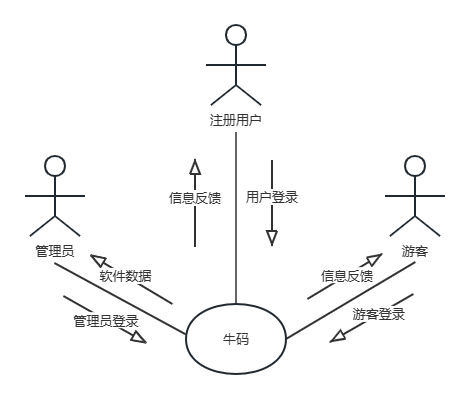 注册用户
信息反馈
用户登录
管理员
游客
软件数据
信息反馈
管理员登录
游客登录
牛码